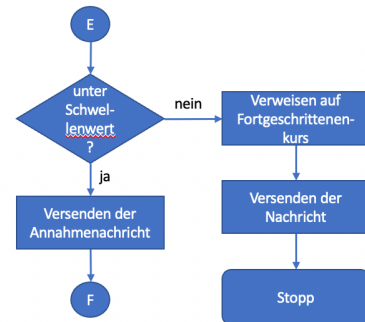 E
unter
Schwel-
lenwert
?
nein
Verweisen auf
Fortgeschrittenen-
kurs
ja
Versenden der
Annahmenachricht
Versenden der
Nachricht
F
Stopp